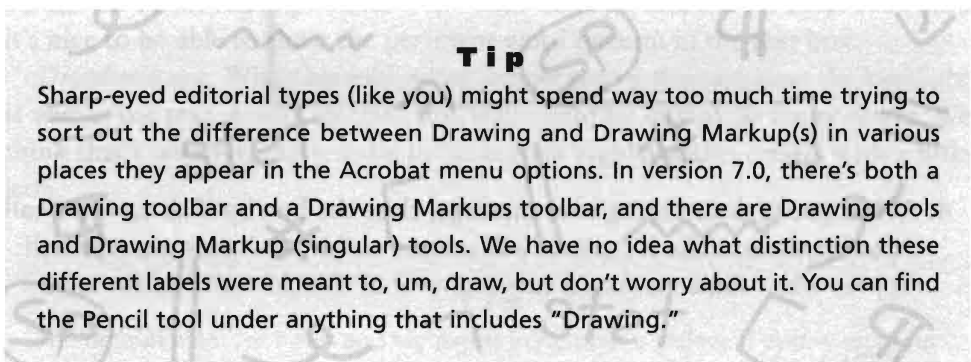 Tip
Sharp-eyed editorial types (like you) might spend way too much time trying to
sort out the difference between Drawing and Drawing Markup(s) in various
places they appear in the Acrobat menu options. In version 7.0, there's both a
Drawing toolbar and a Drawing Markups toolbar, and there are Drawing tools
and Drawing Markup (singular) tools. We have no idea what distinction these
different labels were meant to, um, draw, but don't worry about it. You can find
the Pencil tool under anything that includes "Drawing."